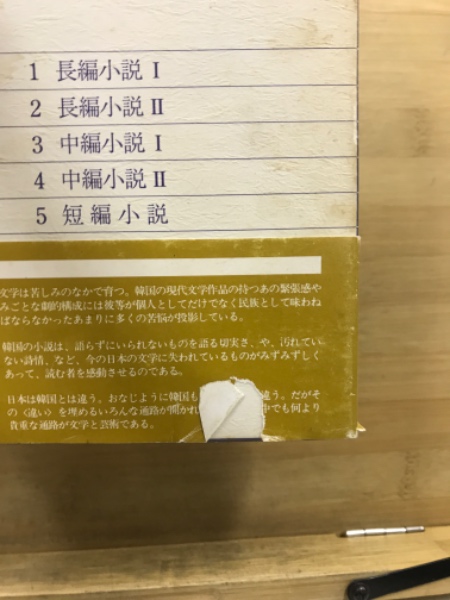 1 長編小説 I
2 長編小説 II
3 中編小説 I
4 中編小説 II
5 短編小説
文学は苦しみのなかで育つ。韓国の現代文学作品の持つあの緊張感や
みごとな劇的構成には彼等が個人としてだけでなく民族として味わね
ばならなかったあまりに多くの苦悩が投影している。
韓国の小説は、語らずにいられないものを語る切実さ、や、汚れてい
ない詩情、など、今の日本の文学に失われているものがみずみずしく
あって、読む者を感動させるのである。
日本は韓国とは違う。おなじように韓国も 違う。だがそ
の〈違い〉を埋めるいろんな通路が開かれ 中でも何より
貴重な通路が文学と芸術である。